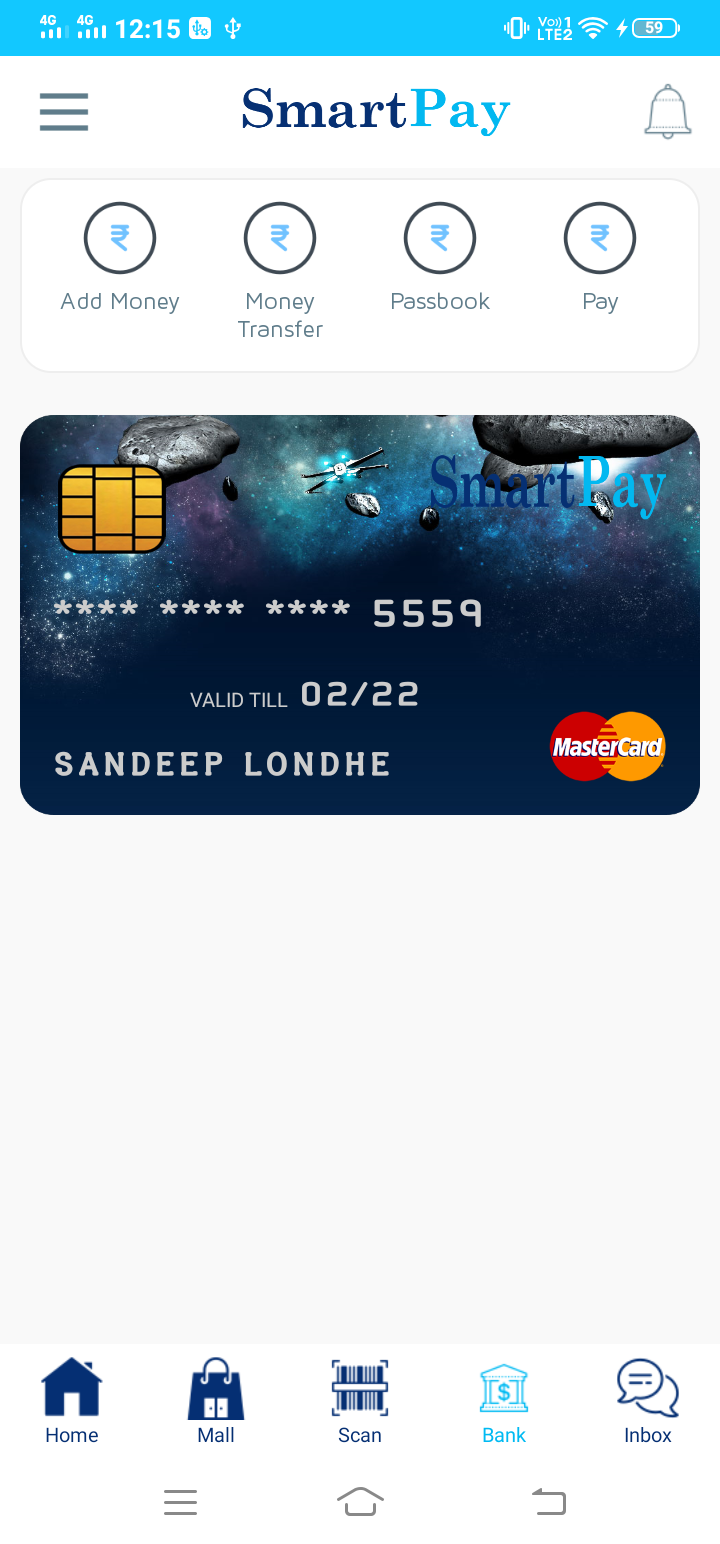 4G 4G 12:15 Vo)) 1 LTE2 59
SmartPay
Add Money Money Transfer Passbook Pay
SmartPay
**** **** **** 5559
VALID TILL 02/22
SANDEEP LONDHE MasterCard
Home Mall Scan Bank Inbox